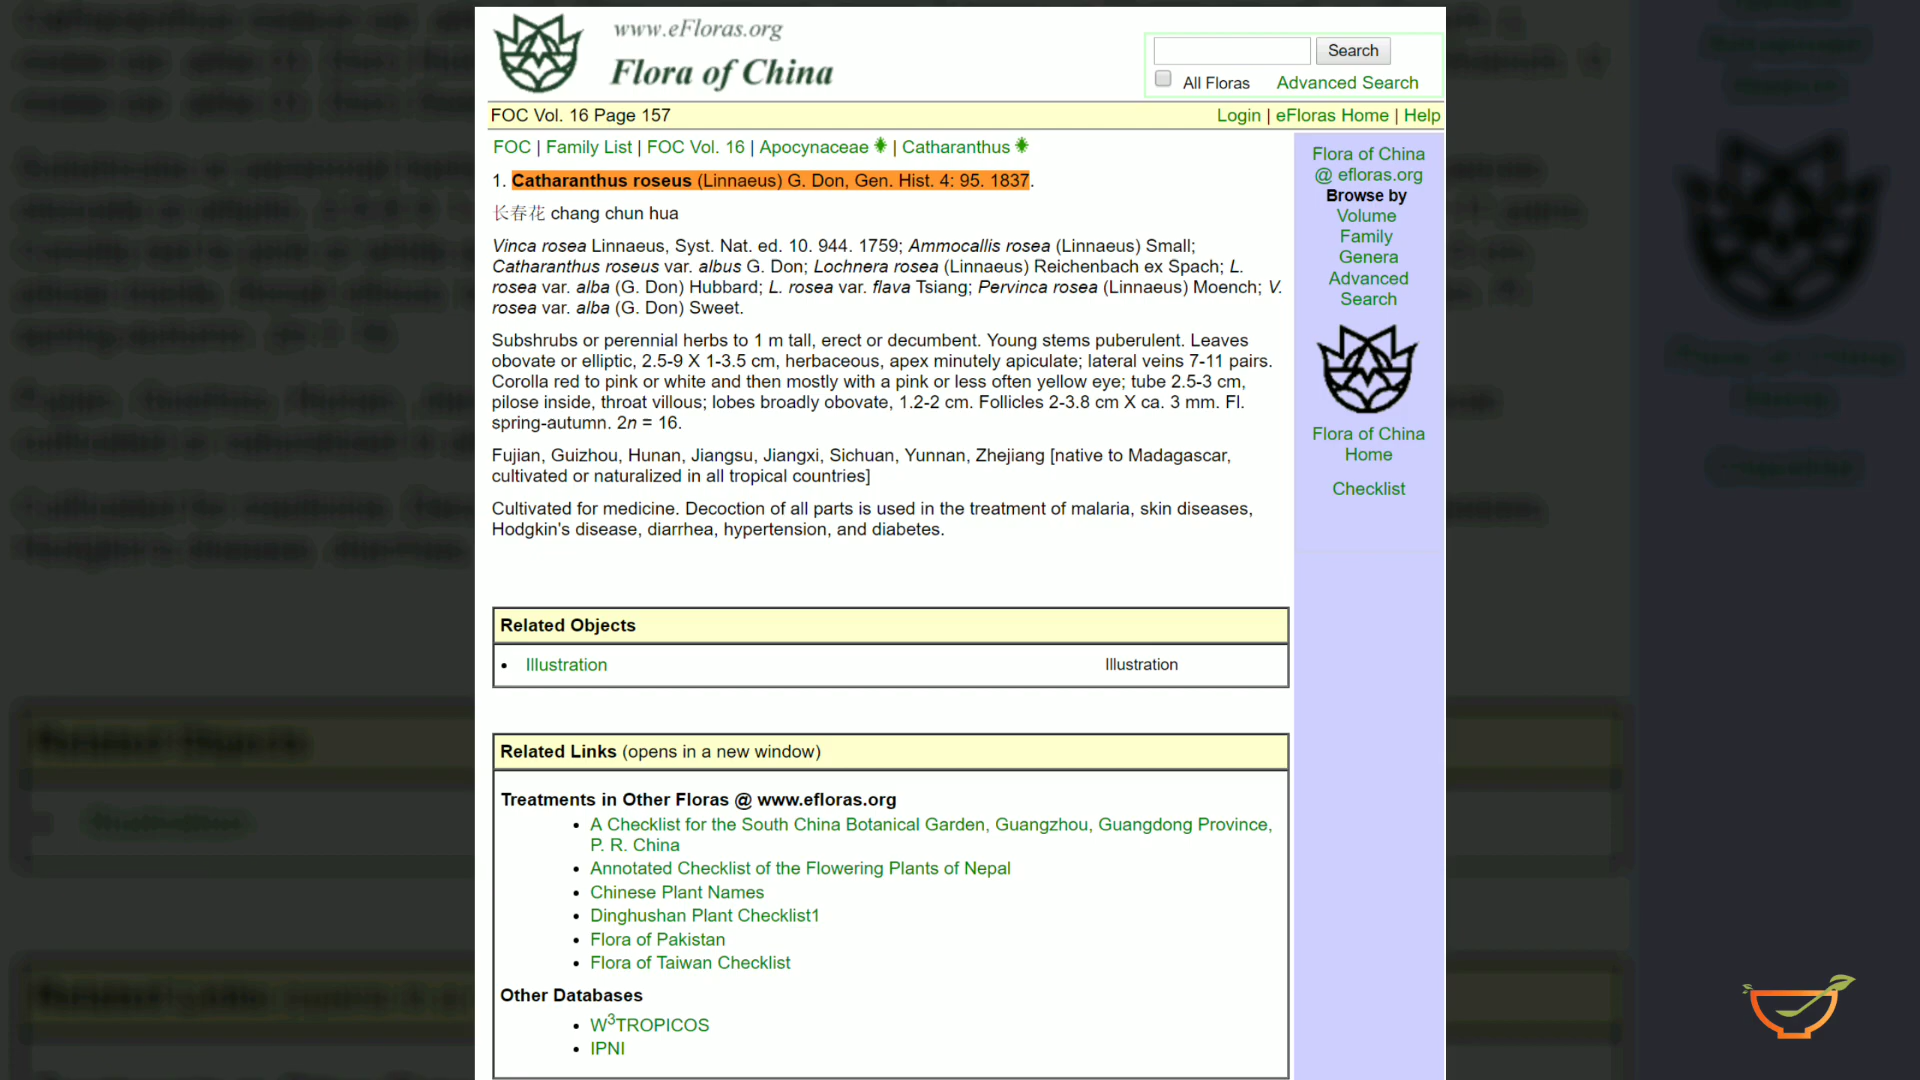 www.eFloras.org
Flora of China
Search
All Floras Advanced Search
FOC Vol. 16 Page 157
Login | eFloras Home | Help
FOC | Family List | FOC Vol. 16 | Apocynaceae | Catharanthus
1. Catharanthus roseus (Linnaeus) G. Don, Gen. Hist. 4: 95. 1837.
长春花 chang chun hua
Vinca rosea Linnaeus, Syst. Nat. ed. 10. 944. 1759; Ammocallis rosea (Linnaeus) Small;
Catharanthus roseus var. albus G. Don; Lochnera rosea (Linnaeus) Reichenbach ex Spach; L.
rosea var. alba (G. Don) Hubbard; L. rosea var. flava Tsiang; Pervinca rosea (Linnaeus) Moench; V.
rosea var. alba (G. Don) Sweet.
Subshrubs or perennial herbs to 1 m tall, erect or decumbent. Young stems puberulent. Leaves
obovate or elliptic, 2.5-9 X 1-3.5 cm, herbaceous, apex minutely apiculate; lateral veins 7-11 pairs.
Corolla red to pink or white and then mostly with a pink or less often yellow eye; tube 2.5-3 cm,
pilose inside, throat villous; lobes broadly obovate, 1.2-2 cm. Follicles 2-3.8 cm X ca. 3 mm. Fl.
spring-autumn. 2n = 16.
Fujian, Guizhou, Hunan, Jiangsu, Jiangxi, Sichuan, Yunnan, Zhejiang [native to Madagascar,
cultivated or naturalized in all tropical countries]
Cultivated for medicine. Decoction of all parts is used in the treatment of malaria, skin diseases,
Hodgkin's disease, diarrhea, hypertension, and diabetes.
Related Objects
Illustration Illustration
Related Links (opens in a new window)
Treatments in Other Floras @ www.efloras.org
A Checklist for the South China Botanical Garden, Guangzhou, Guangdong Province,
P. R. China
Annotated Checklist of the Flowering Plants of Nepal
Chinese Plant Names
Dinghushan Plant Checklist1
Flora of Pakistan
Flora of Taiwan Checklist
Other Databases
W3TROPICOS
IPNI
Flora of China
@ efloras.org
Browse by
Volume
Family
Genera
Advanced
Search
Flora of China
Home
Checklist